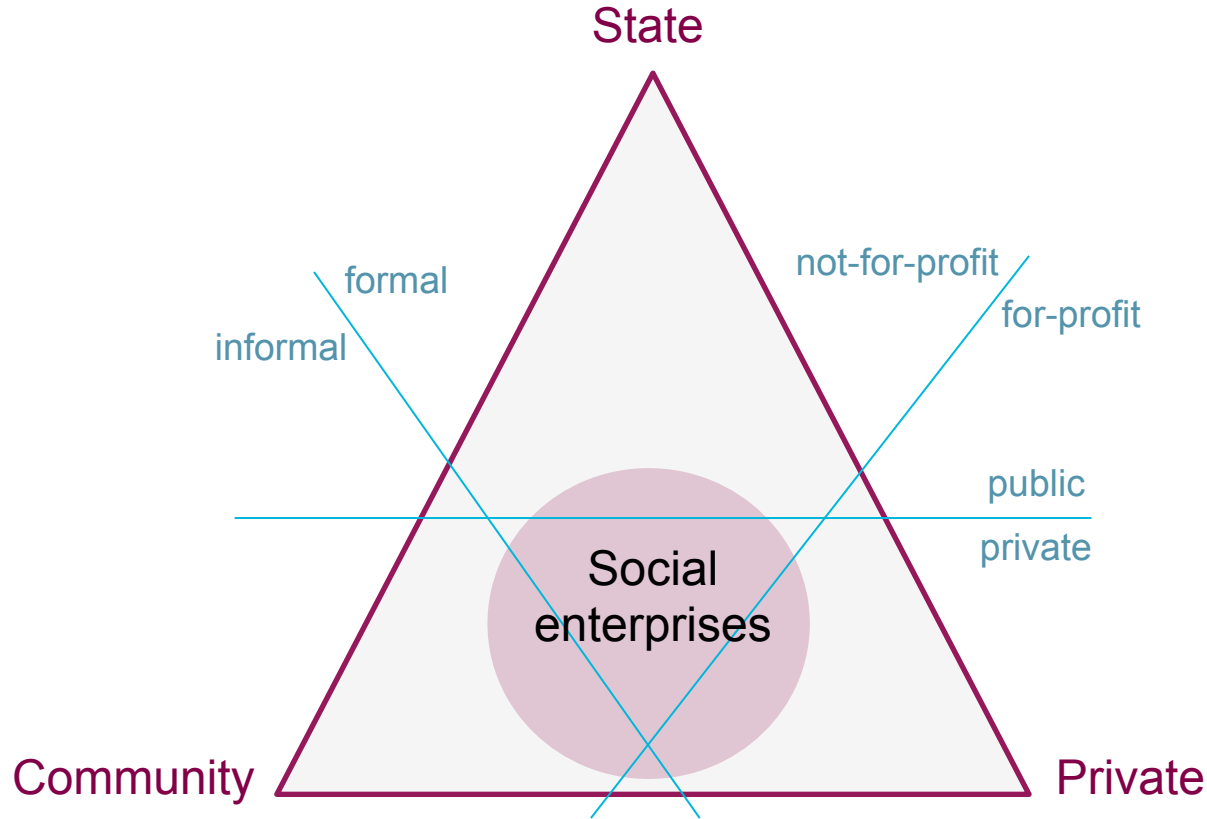 State
not-for-profit
formal
for-profit
informal
public
private
Social
enterprises
Community
Private